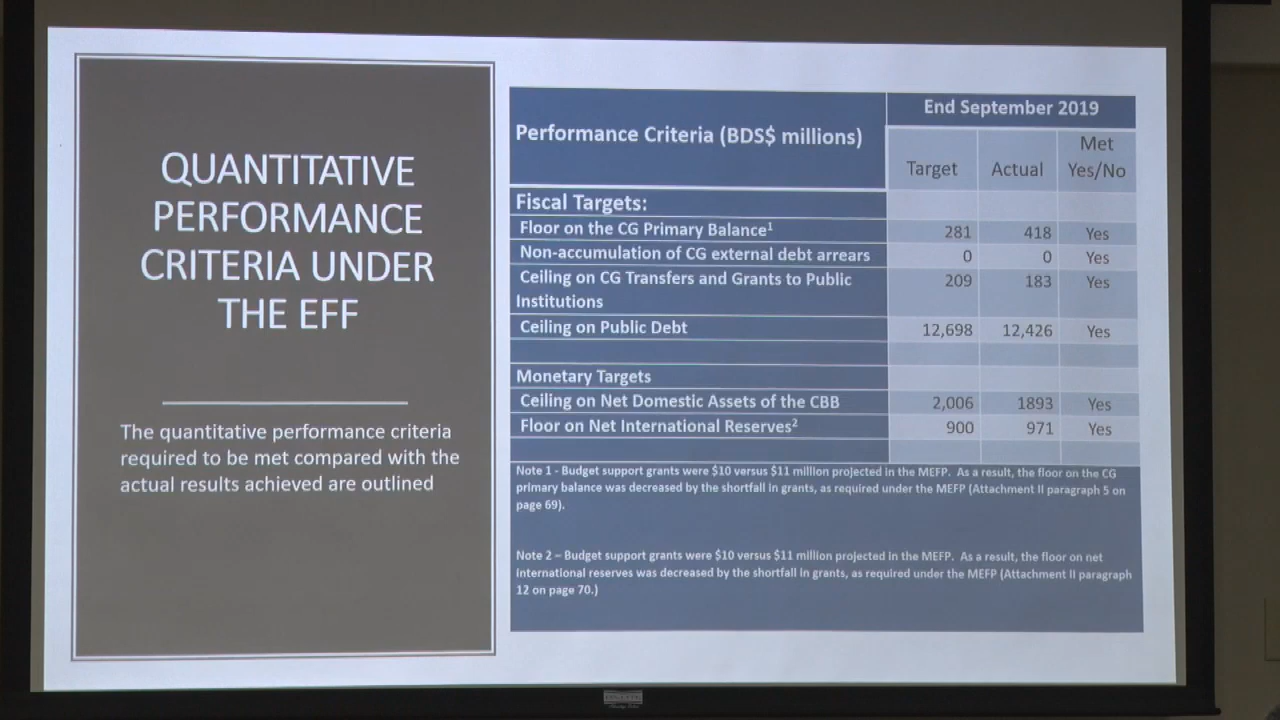 QUANTITATIVE
PERFORMANCE
CRITERIA UNDER
THE EFF
The quantitative performance criteria
required to be met compared with the
actual results achieved are outlined
Performance Criteria (BDS$ millions)
End September 2019
Target Actual Met Yes/No
Fiscal Targets:
Floor on the CG Primary Balance¹ 281 418 Yes
Non-accumulation of CG external debt arrears 0 0 Yes
Ceiling on CG Transfers and Grants to Public 209 183 Yes
Institutions
Ceiling on Public Debt 12,698 12,426 Yes
Monetary Targets
Ceiling on Net Domestic Assets of the CBB 2,006 1893 Yes
Floor on Net International Reserves² 900 971 Yes
Note 1 - Budget support grants were $10 versus $11 million projected in the MEFP. As a result, the floor on the CG
primary balance was decreased by the shortfall in grants, as required under the MEFP (Attachment II paragraph 5 on
page 69).
Note 2 – Budget support grants were $10 versus $11 million projected in the MEFP. As a result, the floor on net
international reserves was decreased by the shortfall in grants, as required under the MEFP (Attachment II paragraph
12 on page 70.)